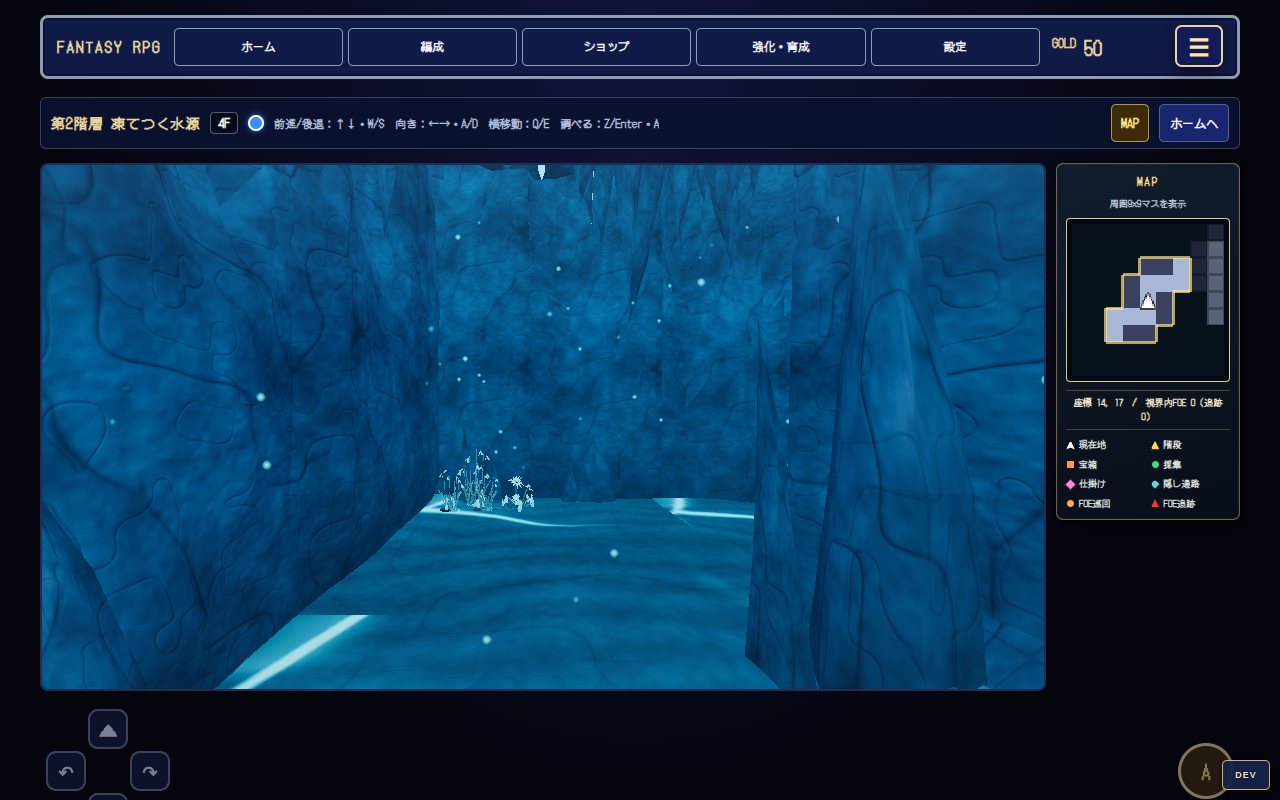 FANTASY RPG
ホーム
編成
ショップ
強化・育成
設定
GOLD 50
第2階層 凍てつく水源
4F
前進/後退：↑↓・W/S 向き：←→・A/D 横移動：Q/E 調べる：Z/Enter・A
MAP
ホームへ
MAP
周囲9x9マスを表示
座標 14, 17 / 視界内FOE 0（追跡
0）
現在地
階段
宝箱
採集
仕掛け
隠し通路
FOE巡回
FOE追跡
A
DEV